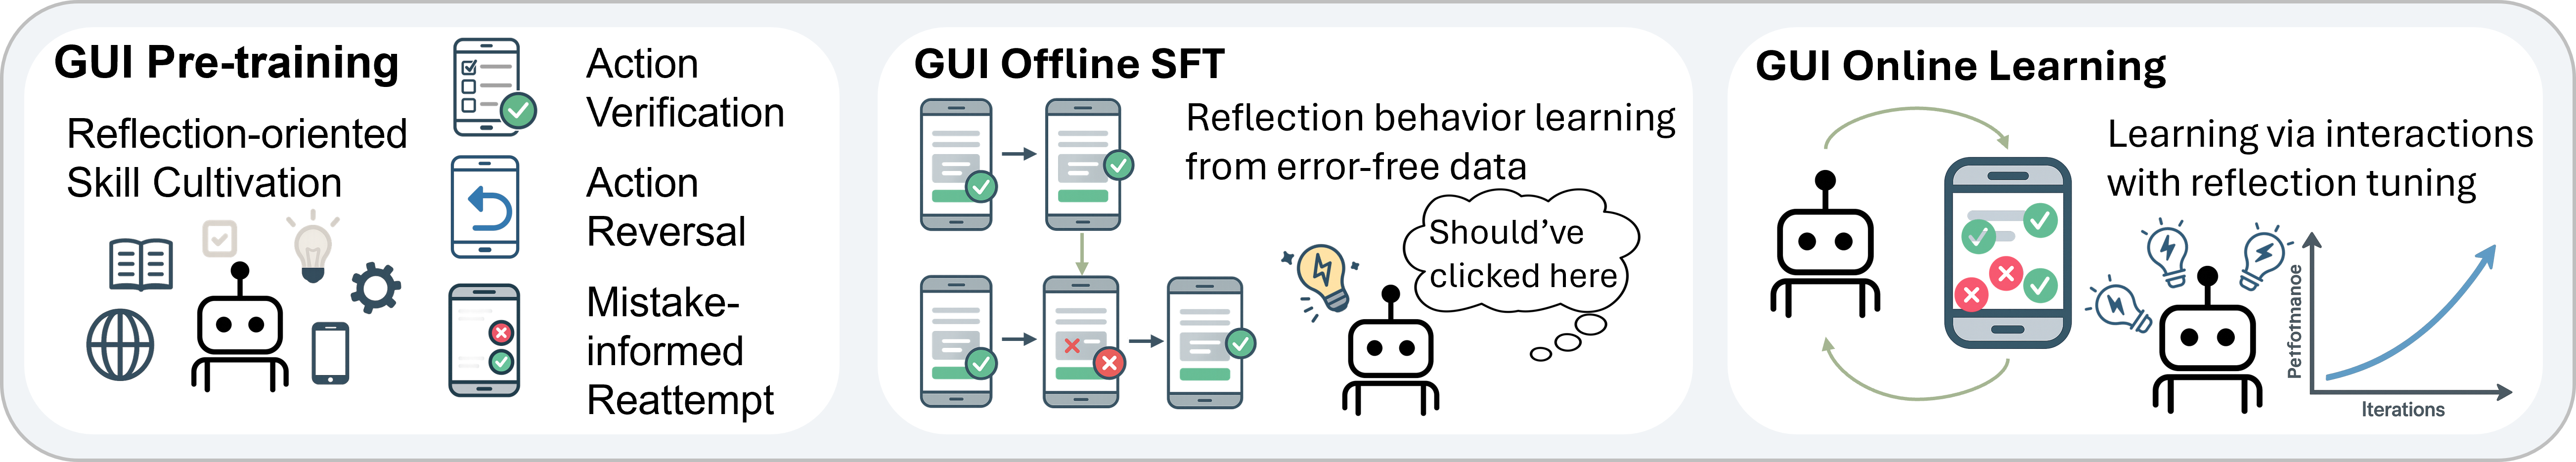 GUI Pre-training
Reflection-oriented
Skill Cultivation
Action
Verification
Action
Reversal
Mistake-
informed
Reattempt
GUI Offline SFT
Reflection behavior learning
from error-free data
Should've
clicked here
GUI Online Learning
Learning via interactions
with reflection tuning
Petfofmanoe
Iterations